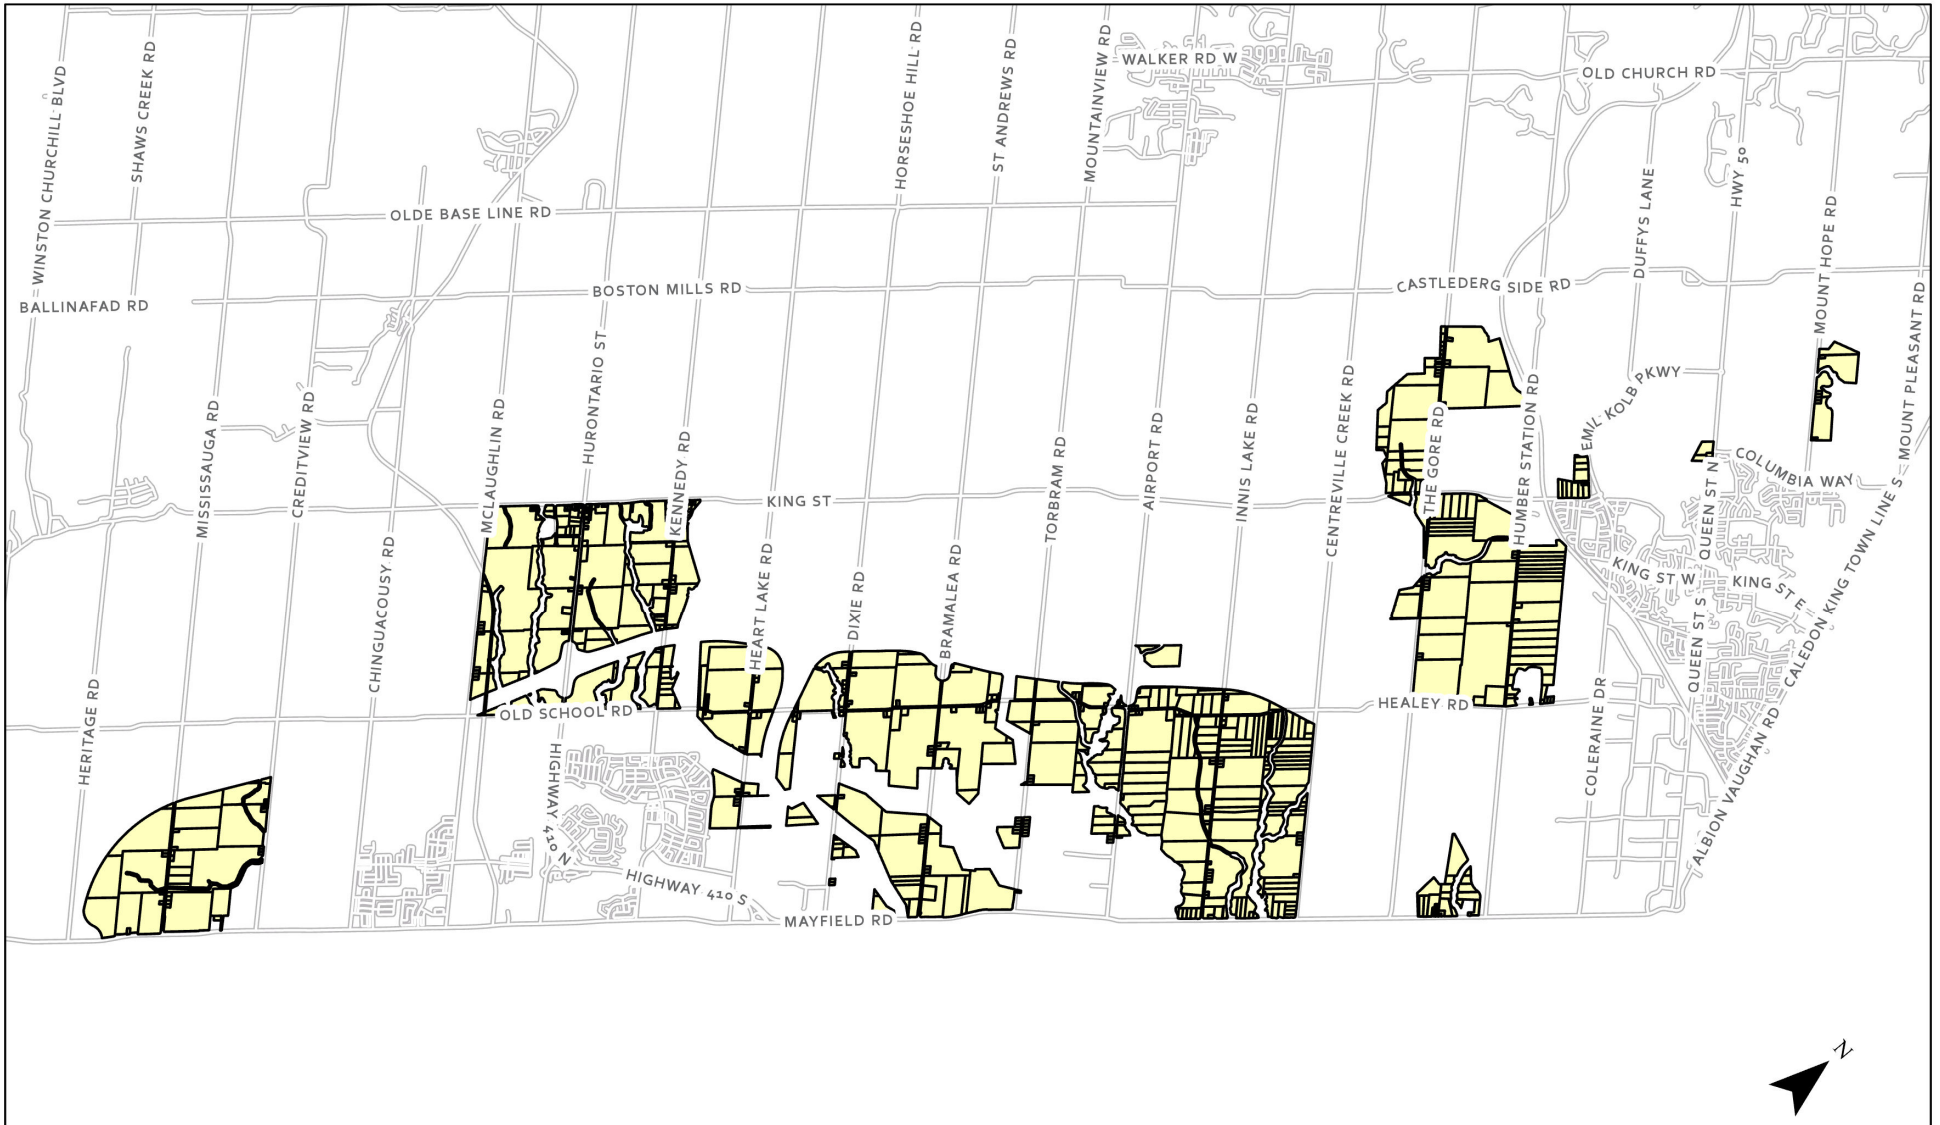 WINSTON CHURCHILL BLVD
SHAWS CREEK RD
HORSESHOE HILL RD
ST ANDREWS RD
MOUNTAINVIEW RD
WALKER RD W
OLD CHURCH RD
HWY 50
DUFFYS LANE
MOUNT HOPE RD
OLDE BASE LINE RD
BALLINAFAD RD
BOSTON MILLS RD
CASTLEDERG SIDE RD
MOUNT PLEASANT RD
MISSISSAUGA RD
CREDITVIEW RD
MCLAUGHLIN RD
HURONTARIO ST
KENNEDY RD
KING ST
TORBRAM RD
AIRPORT RD
INNIS LAKE RD
CENTREVILLE CREEK RD
THE GORE RD
HUMBER STATION RD
EMIL KOLB PKWY
QUEEN ST N
COLUMBIA WAY
CHINGUACOUSY RD
HEART LAKE RD
DIXIE RD
BRAMALEA RD
KING ST W
KING ST E
QUEEN ST S
CALEDON KING TOWN LINE S
HERITAGE RD
OLD SCHOOL RD
HEALEY RD
COLERAINE DR
HIGHWAY 410 N
HIGHWAY 410 S
ALBION VAUGHAN RD
MAYFIELD RD
N